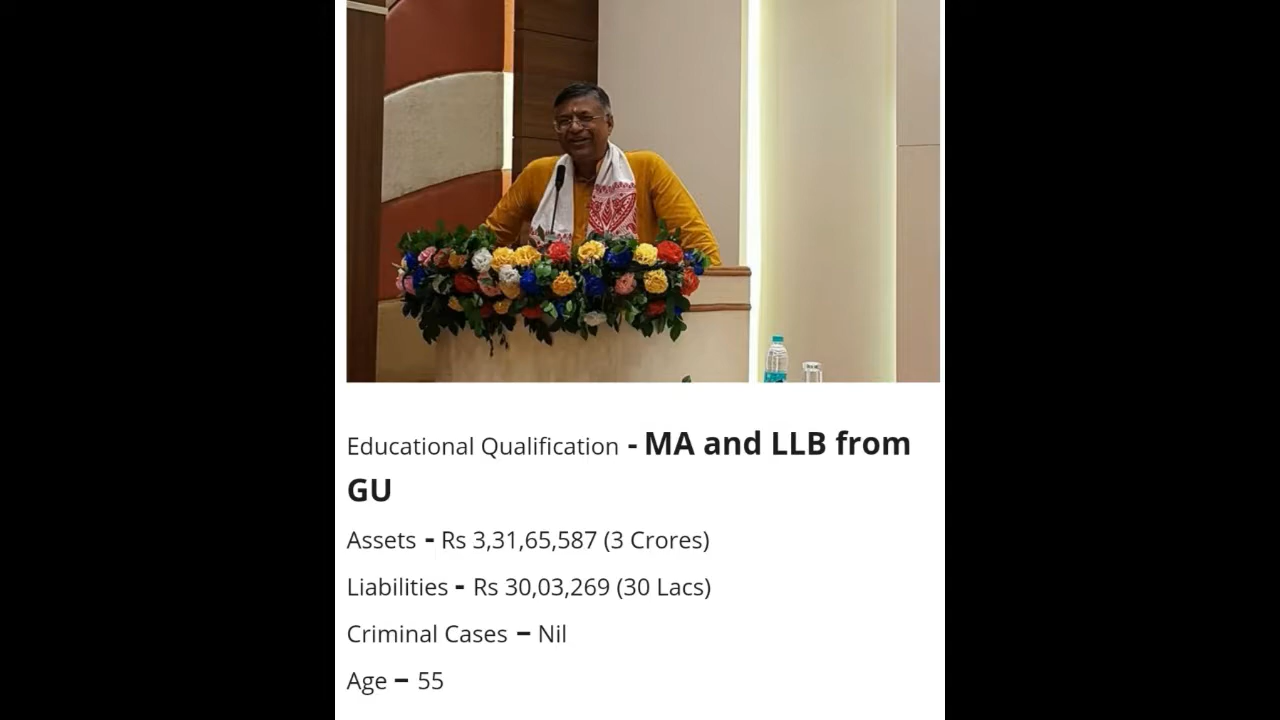 Educational Qualification - MA and LLB from
GU
Assets - Rs 3,31,65,587 (3 Crores)
Liabilities - Rs 30,03,269 (30 Lacs)
Criminal Cases – Nil
Age – 55